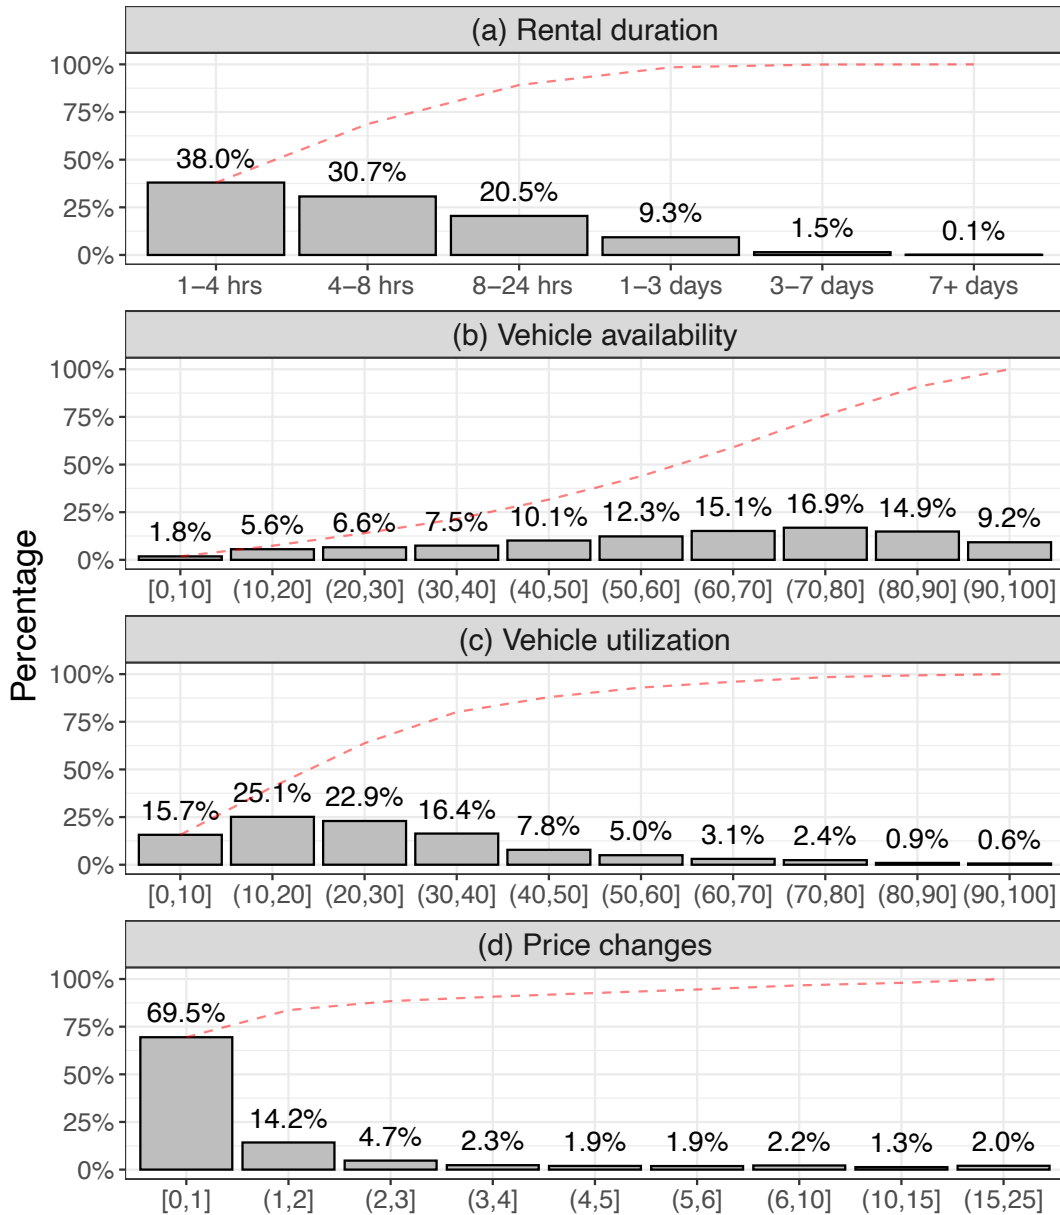 (a) Rental duration
100%
75%
50%
25%
0%
38.0% 30.7% 20.5% 9.3% 1.5% 0.1%
1–4 hrs 4–8 hrs 8–24 hrs 1–3 days 3–7 days 7+ days
(b) Vehicle availability
100%
75%
50%
25%
0%
1.8% 5.6% 6.6% 7.5% 10.1% 12.3% 15.1% 16.9% 14.9% 9.2%
[0,10] (10,20] (20,30] (30,40] (40,50] (50,60] (60,70] (70,80] (80,90] (90,100]
Percentage
(c) Vehicle utilization
100%
75%
50%
25%
0%
15.7% 25.1% 22.9% 16.4% 7.8% 5.0% 3.1% 2.4% 0.9% 0.6%
[0,10] (10,20] (20,30] (30,40] (40,50] (50,60] (60,70] (70,80] (80,90] (90,100]
(d) Price changes
100%
75%
50%
25%
0%
69.5% 14.2% 4.7% 2.3% 1.9% 1.9% 2.2% 1.3% 2.0%
[0,1] (1,2] (2,3] (3,4] (4,5] (5,6] (6,10] (10,15] (15,25]